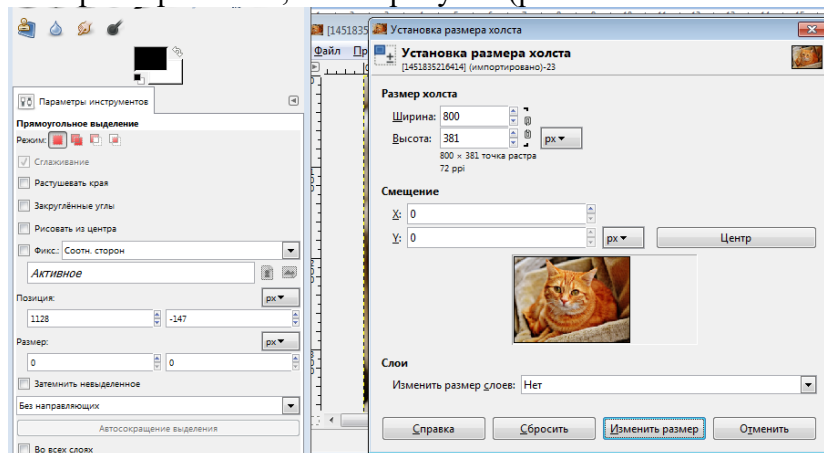 [1451835
Файл
Параметры инструментов
Прямоугольное выделение
Режим:
Сглаживание
Растушевать края
Закруглённые углы
Рисовать из центра
Фикс.: Соотн. сторон
Активное
Позиция: px
1128 -147
Размер: px
0 0
Затемнить невыделенное
Без направляющих
Автосокращение выделения
Во всех слоях
Установка размера холста
Установка размера холста
[1451835216414] (импортировано)-23
Размер холста
Ширина: 800
Высота: 381 px
800 × 381 точка растра
72 ppi
Смещение
X: 0
Y: 0 px Центр
Слои
Изменить размер слоев: Нет
Справка Сбросить Изменить размер Отменить